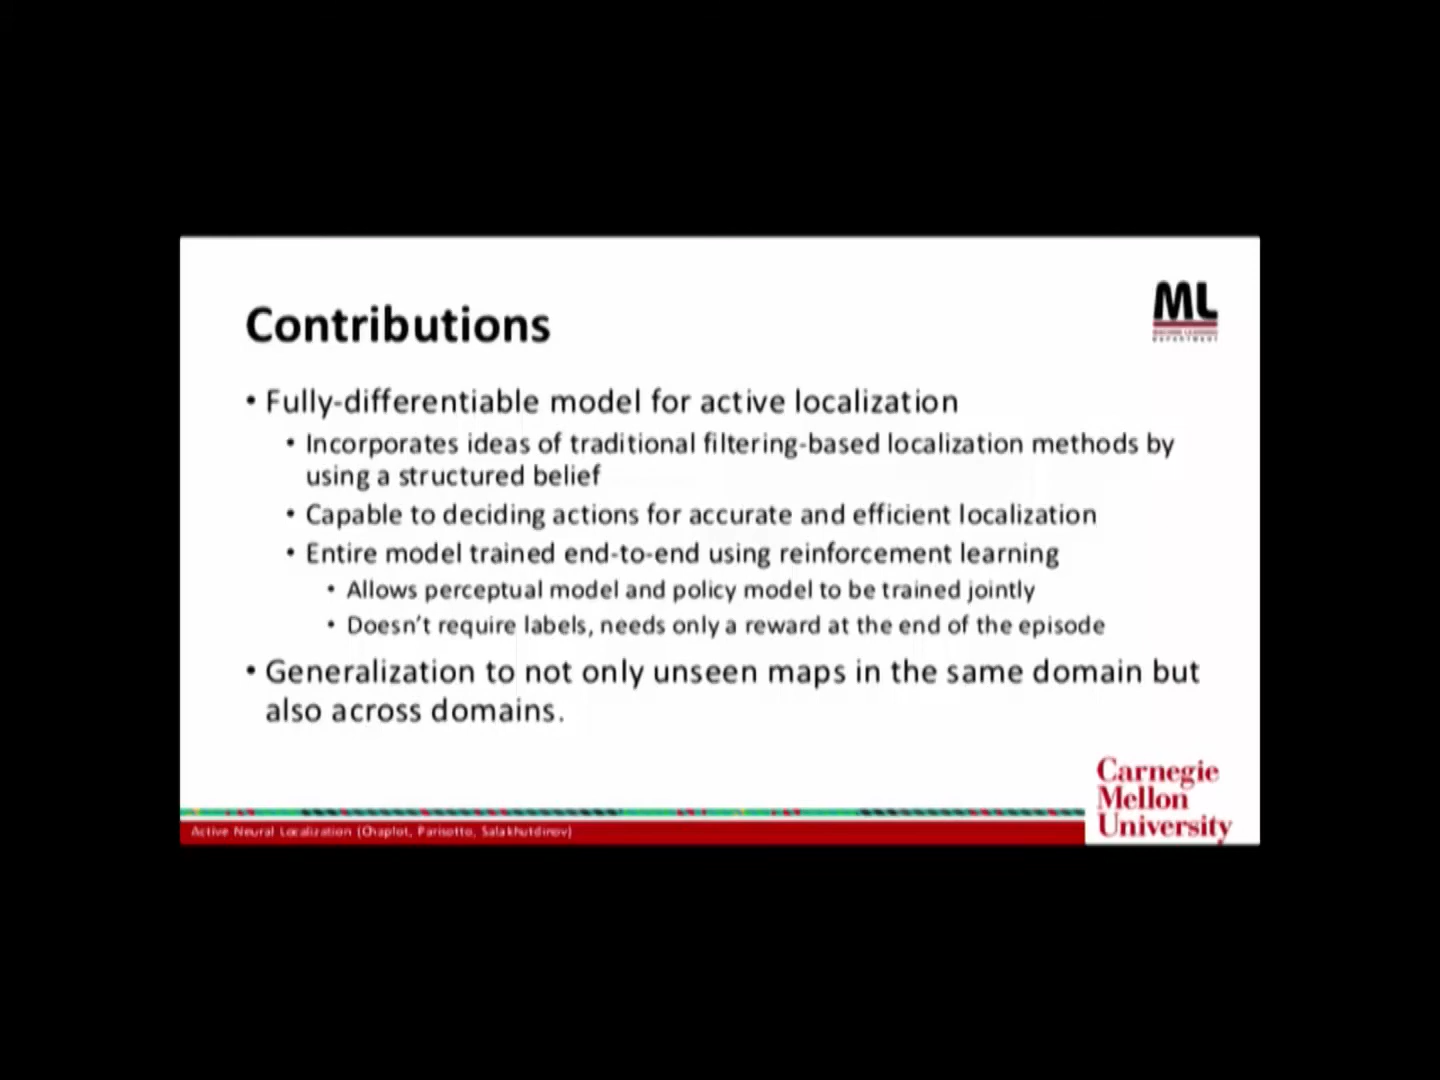 Contributions
ML
• Fully-differentiable model for active localization
• Incorporates ideas of traditional filtering-based localization methods by
using a structured belief
• Capable to deciding actions for accurate and efficient localization
• Entire model trained end-to-end using reinforcement learning
• Allows perceptual model and policy model to be trained jointly
• Doesn't require labels, needs only a reward at the end of the episode
• Generalization to not only unseen maps in the same domain but
also across domains.
Carnegie
Mellon
University
Active Neural Localization (Chaplot, Parisotto, Salakhutdinov)